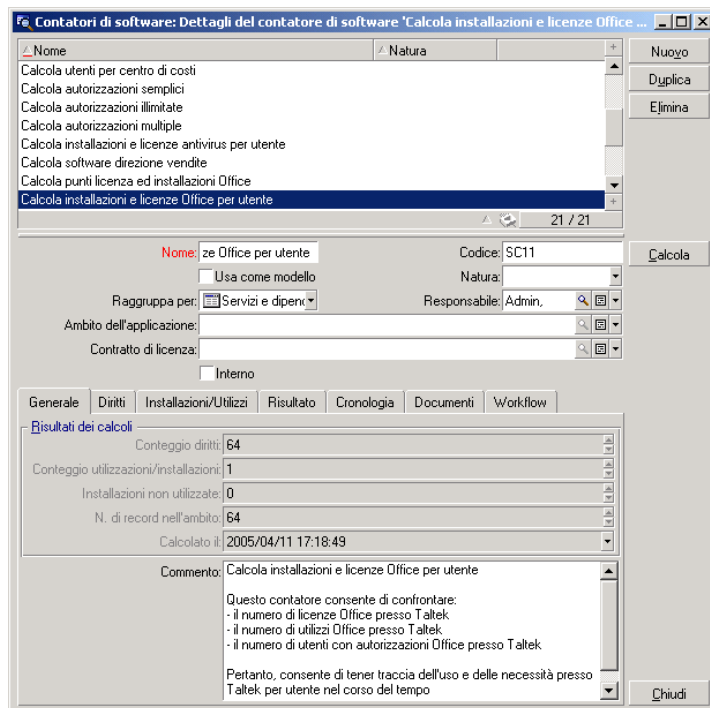 Contatori di software: Dettagli del contatore di software 'Calcola installazioni e licenze Office ...
Nome Natura
Nuovo
Calcola utenti per centro di costi
Duplica
Calcola autorizzazioni semplici
Calcola autorizzazioni illimitate
Elimina
Calcola autorizzazioni multiple
Calcola installazioni e licenze antivirus per utente
Calcola software direzione vendite
Calcola punti licenza ed installazioni Office
Calcola installazioni e licenze Office per utente
21 / 21
Nome: ze Office per utente Codice: SC11
Calcola
Usa come modello Natura:
Raggruppa per: Servizi e dipen Responsabile: Admin,
Ambito dell'applicazione:
Contratto di licenza:
Interno
Generale Diritti Installazioni/Utilizzi Risultato Cronologia Documenti Workflow
Risultati dei calcoli
Conteggio diritti: 64
Conteggio utilizzazioni/installazioni: 1
Installazioni non utilizzate: 0
N. di record nell'ambito: 64
Calcolato il: 2005/04/11 17:18:49
Commento: Calcola installazioni e licenze Office per utente
Questo contatore consente di confrontare:
- il numero di licenze Office presso Taltek
- il numero di utilizzi Office presso Taltek
- il numero di utenti con autorizzazioni Office presso Taltek
Pertanto, consente di tener traccia dell'uso e delle necessità presso
Taltek per utente nel corso del tempo
Chiudi